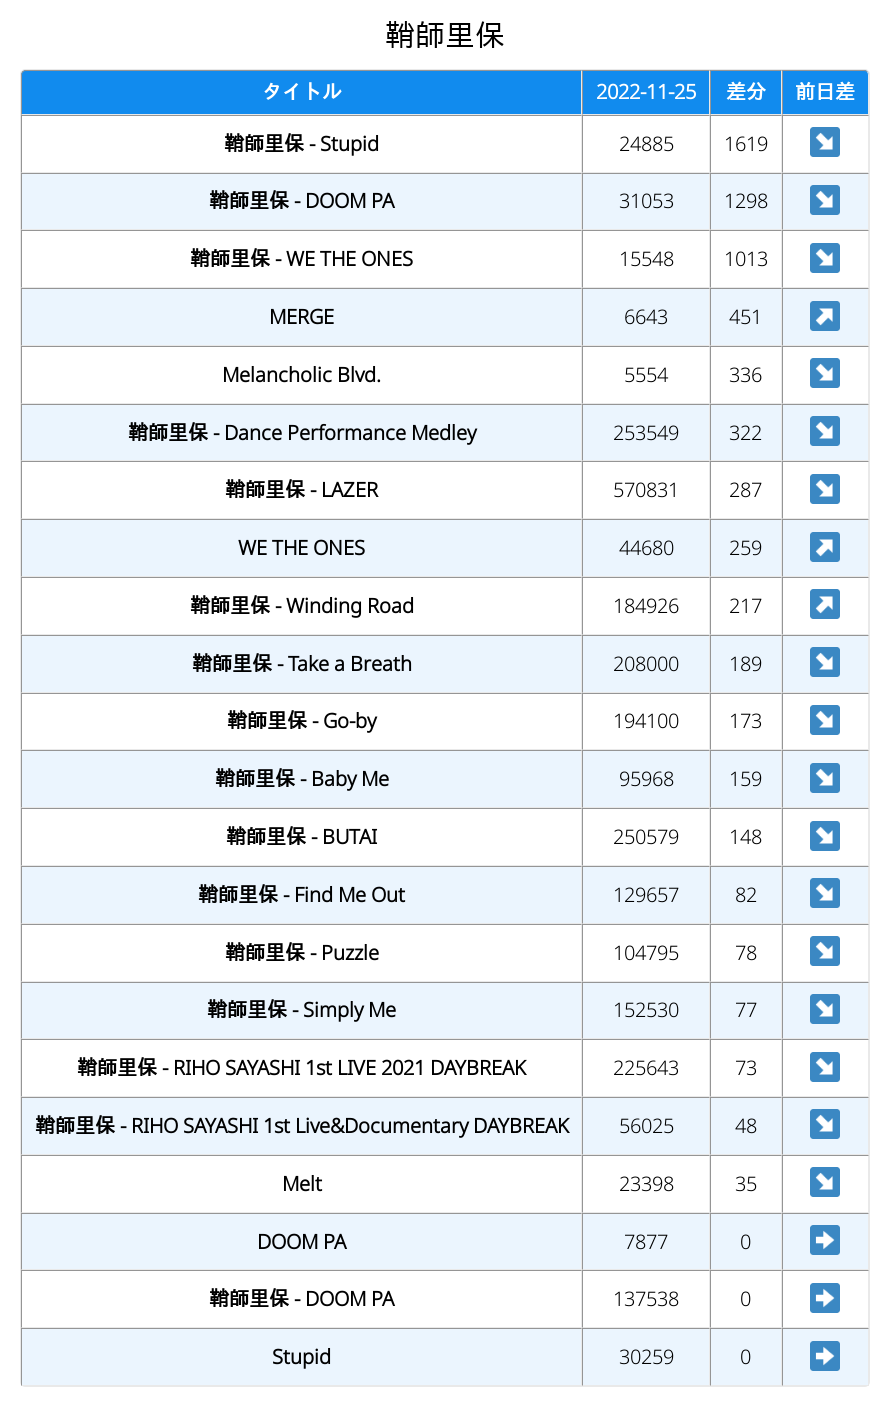 鞘師里保
タイトル 2022-11-25 差分 前日差
鞘師里保 - Stupid 24885 1619 ↘
鞘師里保 - DOOM PA 31053 1298 ↘
鞘師里保 - WE THE ONES 15548 1013 ↘
MERGE 6643 451 ↗
Melancholic Blvd. 5554 336 ↘
鞘師里保 - Dance Performance Medley 253549 322 ↘
鞘師里保 - LAZER 570831 287 ↘
WE THE ONES 44680 259 ↗
鞘師里保 - Winding Road 184926 217 ↗
鞘師里保 - Take a Breath 208000 189 ↘
鞘師里保 - Go-by 194100 173 ↘
鞘師里保 - Baby Me 95968 159 ↘
鞘師里保 - BUTAI 250579 148 ↘
鞘師里保 - Find Me Out 129657 82 ↘
鞘師里保 - Puzzle 104795 78 ↘
鞘師里保 - Simply Me 152530 77 ↘
鞘師里保 - RIHO SAYASHI 1st LIVE 2021 DAYBREAK 225643 73 ↘
鞘師里保 - RIHO SAYASHI 1st Live&Documentary DAYBREAK 56025 48 ↘
Melt 23398 35 ↘
DOOM PA 7877 0 ➡
鞘師里保 - DOOM PA 137538 0 ➡
Stupid 30259 0 ➡